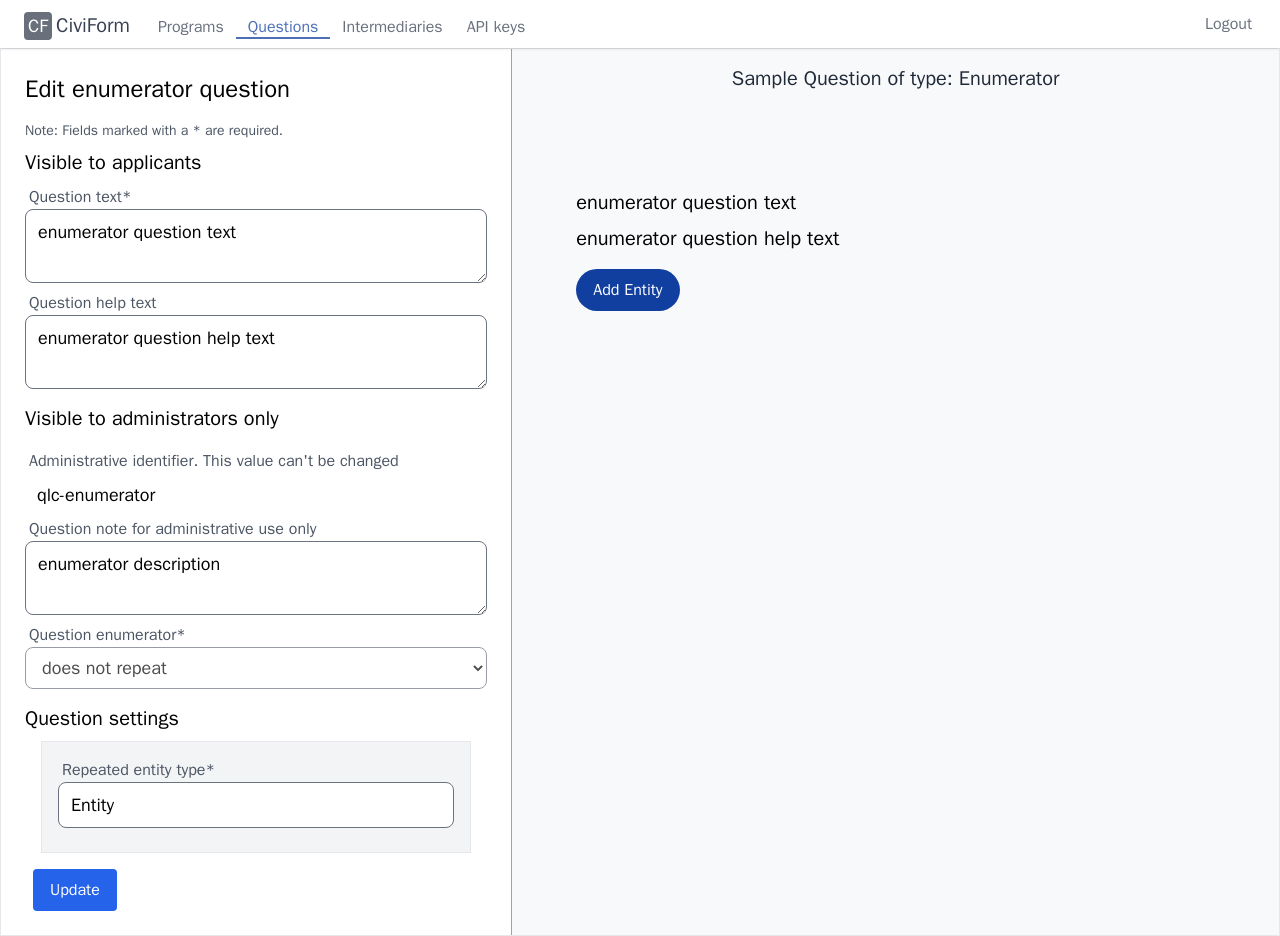 CF CiviForm Programs Questions Intermediaries API keys Logout
Edit enumerator question
Note: Fields marked with a * are required.
Visible to applicants
Question text*
enumerator question text
Question help text
enumerator question help text
Visible to administrators only
Administrative identifier. This value can't be changed
qlc-enumerator
Question note for administrative use only
enumerator description
Question enumerator*
does not repeat
Question settings
Repeated entity type*
Entity
Update
Sample Question of type: Enumerator
enumerator question text
enumerator question help text
Add Entity